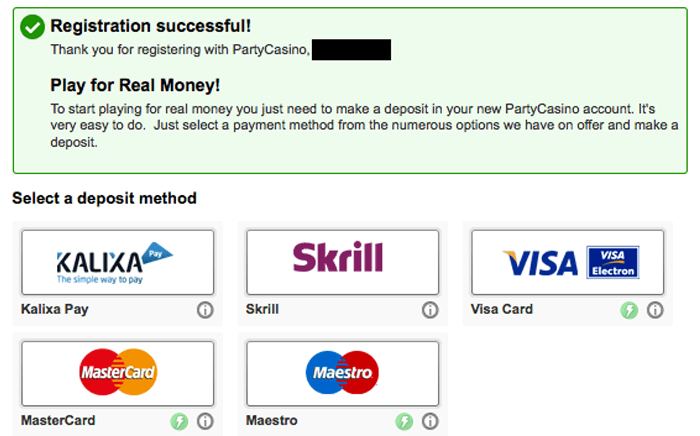 Registration successful!
Thank you for registering with PartyCasino,
Play for Real Money!
To start playing for real money you just need to make a deposit in your new PartyCasino account. It's
very easy to do. Just select a payment method from the numerous options we have on offer and make a
deposit.
Select a deposit method
KALIXA Pay
The simple way to pay
Skrill
VISA VISA
Electron
Kalixa Pay
Skrill
Visa Card
MasterCard
Maestro
MasterCard
Maestro